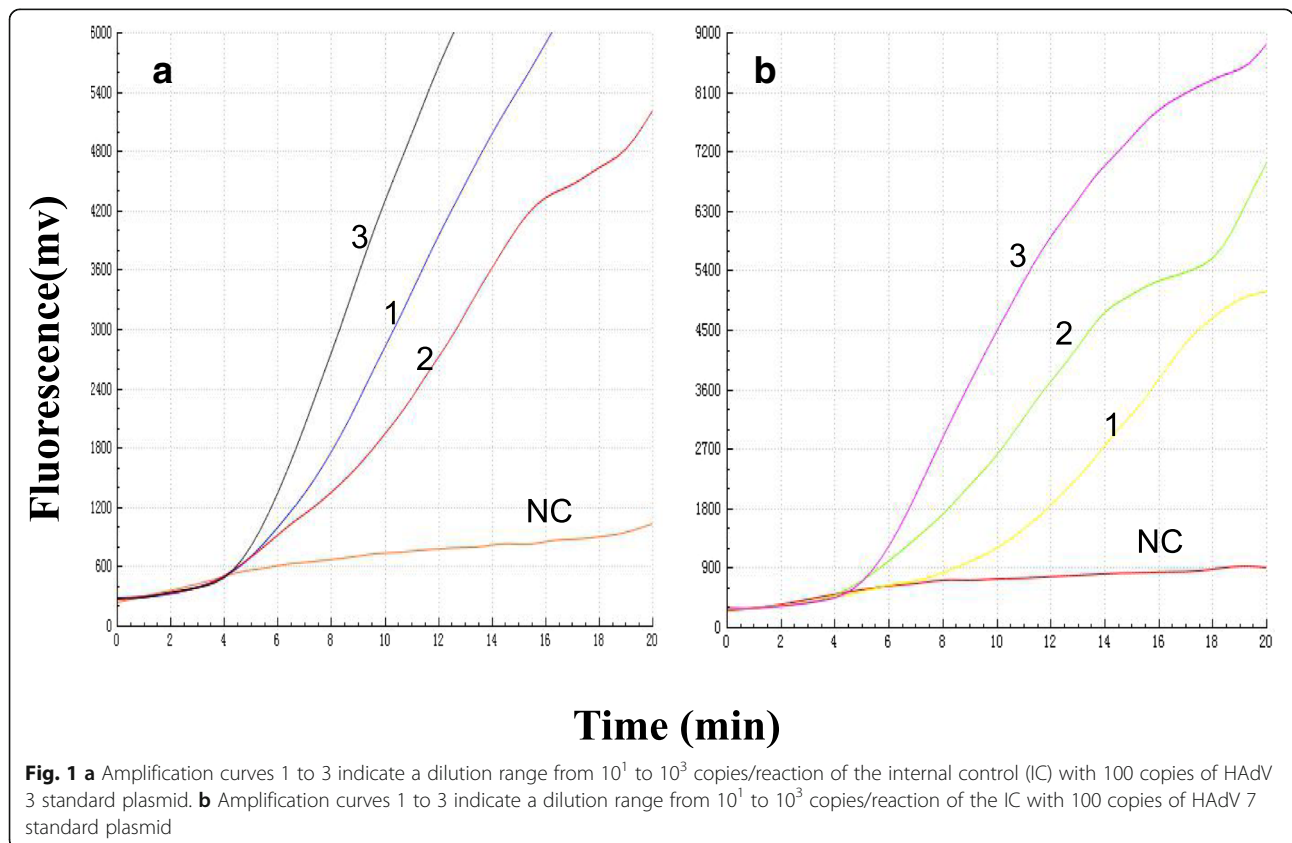 a
b
6000
5400
4800
4200
3600
3000
2400
1800
1200
600
0
0 2 4 6 8 10 12 14 16 18 20
3
1
2
NC
9000
8100
7200
6300
5400
4500
3600
2700
1800
900
0
0 2 4 6 8 10 12 14 16 18 20
3
2
1
NC
Fluorescence(mv)
Time (min)
Fig. 1 a Amplification curves 1 to 3 indicate a dilution range from 10¹ to 10³ copies/reaction of the internal control (IC) with 100 copies of HAdV
3 standard plasmid. b Amplification curves 1 to 3 indicate a dilution range from 10¹ to 10³ copies/reaction of the IC with 100 copies of HAdV 7
standard plasmid